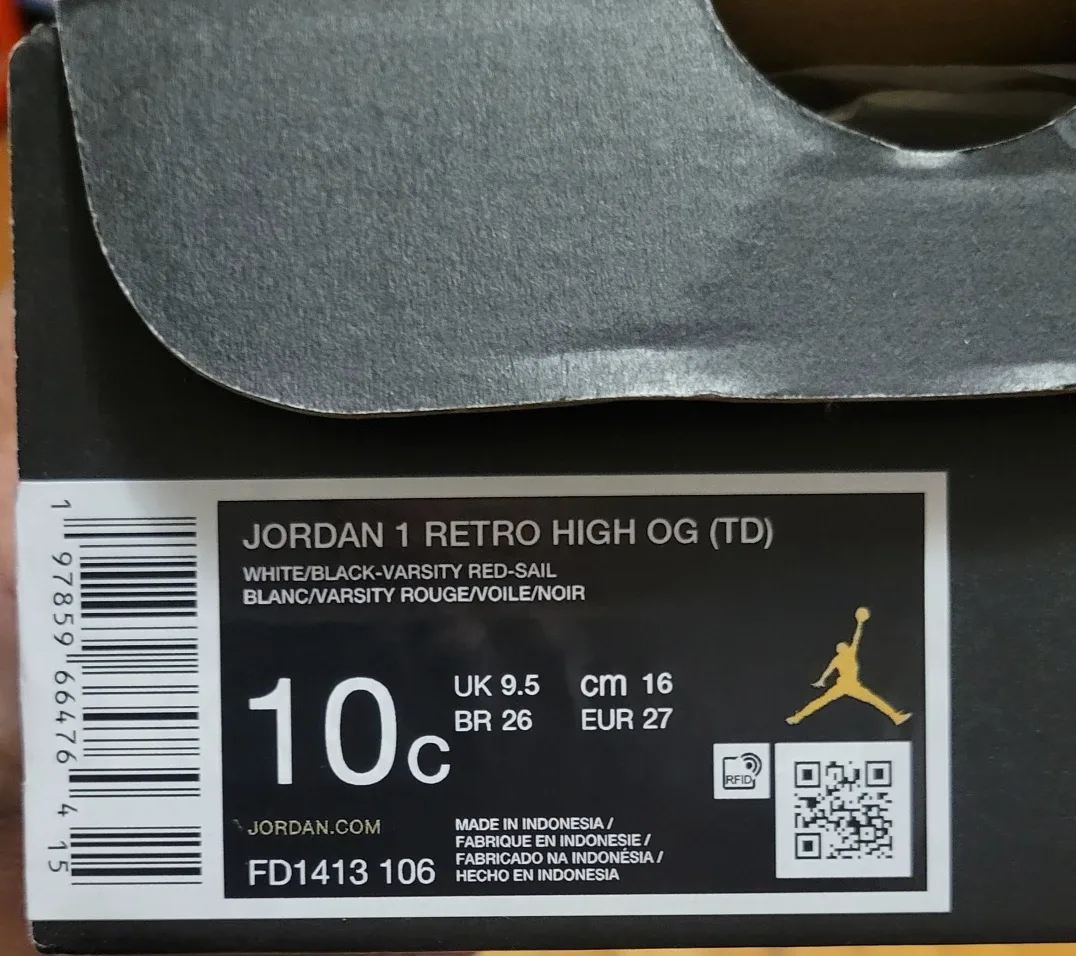 JORDAN 1 RETRO HIGH OG (TD)
WHITE/BLACK-VARSITY RED-SAIL
BLANC/VARSITY ROUGE/VOILE/NOIR
10c
UK 9.5 cm 16
BR 26 EUR 27
RFID
JORDAN.COM
FD1413 106
MADE IN INDONESIA /
FABRIQUE EN INDONESIE /
FABRICADO NA INDONÉSIA /
HECHO EN INDONESIA
1 97859 66476 4 15